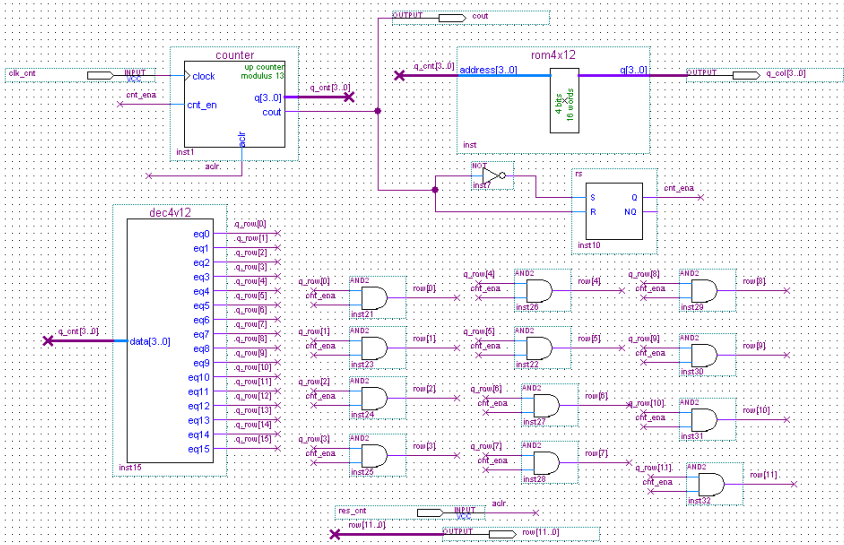 OUTPUT cout
counter
rom4x12
clk_cnt INPUT VCC
clock
up counter
modulus 13
cnt_ena
cnt_en
q[3..0]
q_cnt[3..0]
cout
aclr
inst1
aclr
q_cnt[3..0]
address[3..0]
q[3..0]
OUTPUT q_col[3..0]
4 bits
16 words
inst
NOT
inst7
rs
S Q
R NQ
cnt_ena
inst10
dec4v12
q_cnt[3..0]
data[3..0]
eq0 q_row[0]
eq1 q_row[1]
eq2 q_row[2]
eq3 q_row[3]
eq4 q_row[4]
eq5 q_row[5]
eq6 q_row[6]
eq7 q_row[7]
eq8 q_row[8]
eq9 q_row[9]
eq10 q_row[10]
eq11 q_row[11]
eq12 q_row[12]
eq13 q_row[13]
eq14 q_row[14]
eq15 q_row[15]
inst15
AND2
q_row[0]
cnt_ena
row[0]
inst21
AND2
q_row[4]
cnt_ena
row[4]
inst26
AND2
q_row[8]
cnt_ena
row[8]
inst29
AND2
q_row[1]
cnt_ena
row[1]
inst23
AND2
q_row[5]
cnt_ena
row[5]
inst22
AND2
q_row[9]
cnt_ena
row[9]
inst30
AND2
q_row[2]
cnt_ena
row[2]
inst24
AND2
q_row[6]
cnt_ena
row[6]
inst27
AND2
q_row[10]
cnt_ena
row[10]
inst31
AND2
q_row[3]
cnt_ena
row[3]
inst25
AND2
q_row[7]
cnt_ena
row[7]
inst28
AND2
q_row[11]
cnt_ena
row[11]
inst32
res_cnt INPUT VCC aclr
row[11..0] OUTPUT row[11..0]